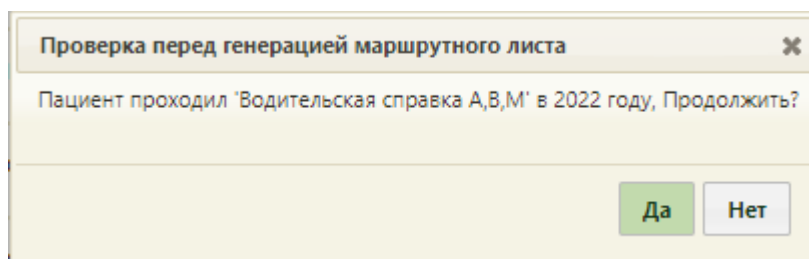 Проверка перед генерацией маршрутного листа
Пациент проходил 'Водительская справка А,В,М' в 2022 году, Продолжить?
Да
Нет